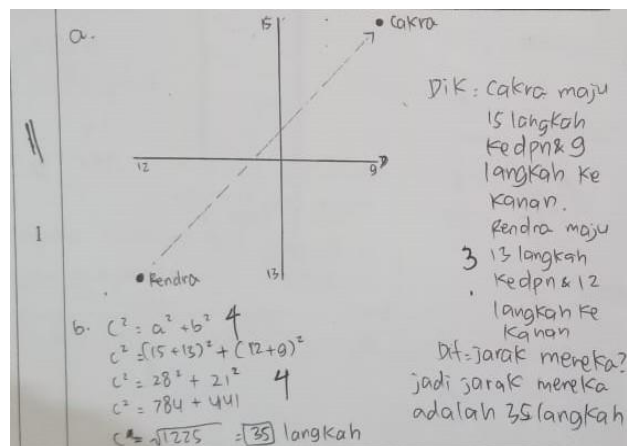 a.
15
Cakra
12
9
1
Rendra
13
Dik : Cakra maju
15 langkah
kedpn & 9
langkah ke
kanan.
Rendra maju
3 13 langkah
kedpn & 12
langkah ke
kanan
Dit = Jarak mereka?
jadi jarak mereka
adalah 35 langkah
b. c² = a² + b² 4
c² = (15 + 13)² + (12 + 9)²
c² = 28² + 21² 4
c² = 784 + 441
c = √1225 = 35 langkah